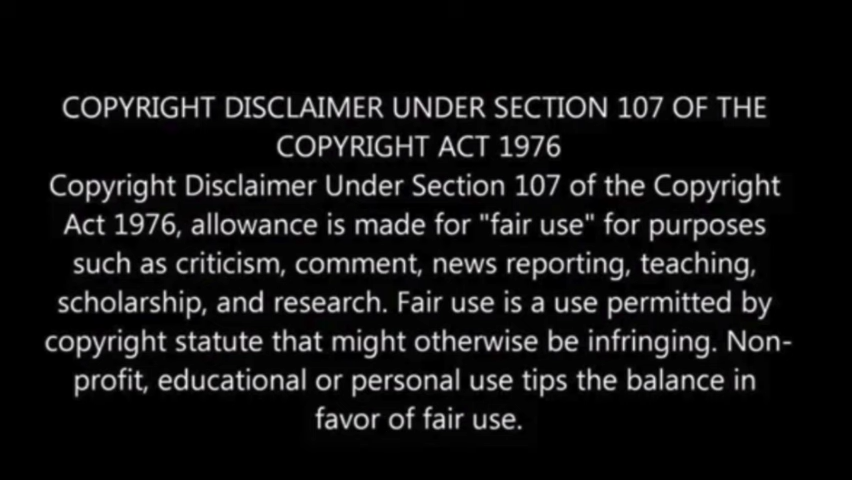 COPYRIGHT DISCLAIMER UNDER SECTION 107 OF THE
COPYRIGHT ACT 1976
Copyright Disclaimer Under Section 107 of the Copyright
Act 1976, allowance is made for "fair use" for purposes
such as criticism, comment, news reporting, teaching,
scholarship, and research. Fair use is a use permitted by
copyright statute that might otherwise be infringing. Non-
profit, educational or personal use tips the balance in
favor of fair use.